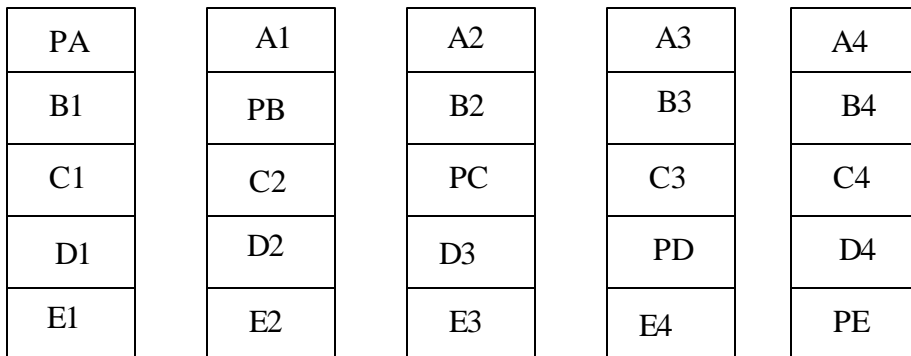 PA A1 A2 A3 A4
B1 PB B2 B3 B4
C1 C2 PC C3 C4
D1 D2 D3 PD D4
E1 E2 E3 E4 PE